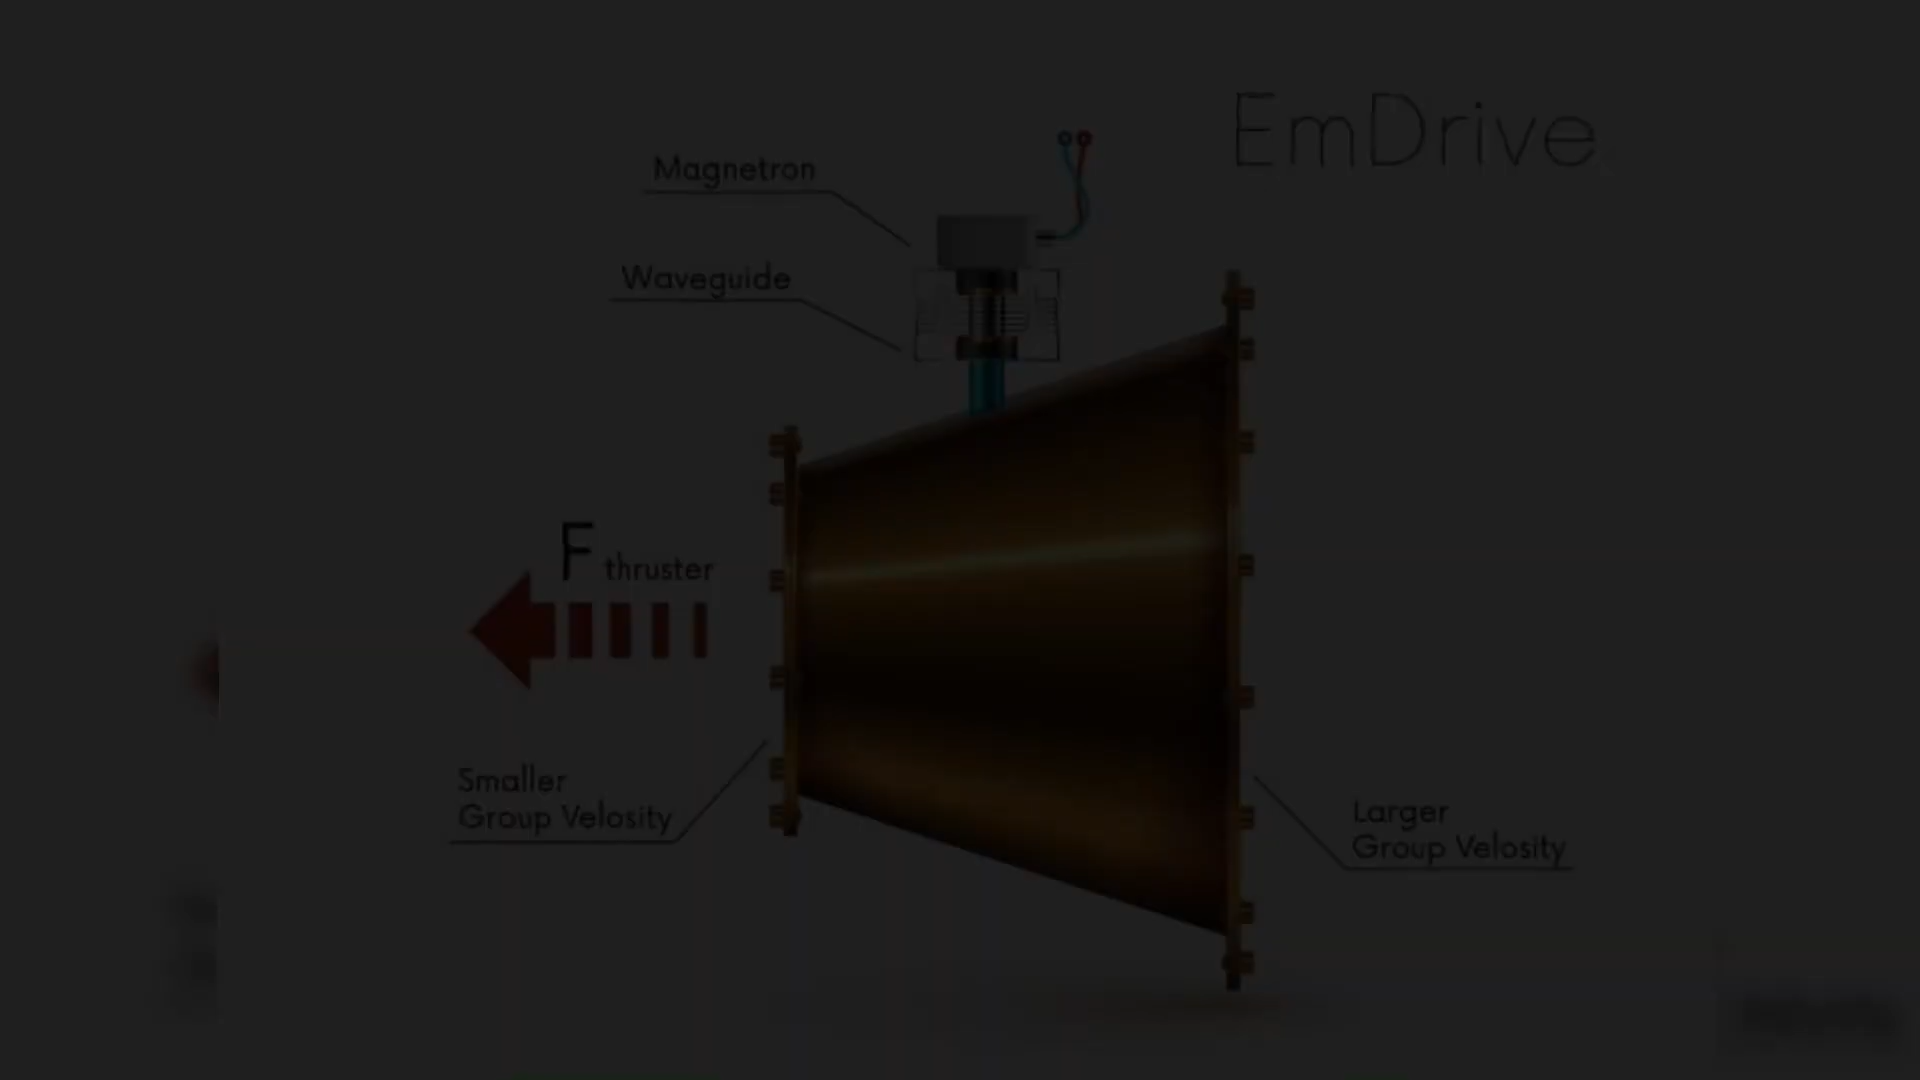 EmDrive
Magnetron
Waveguide
F thruster
Smaller
Group Velosity
Larger
Group Velosity